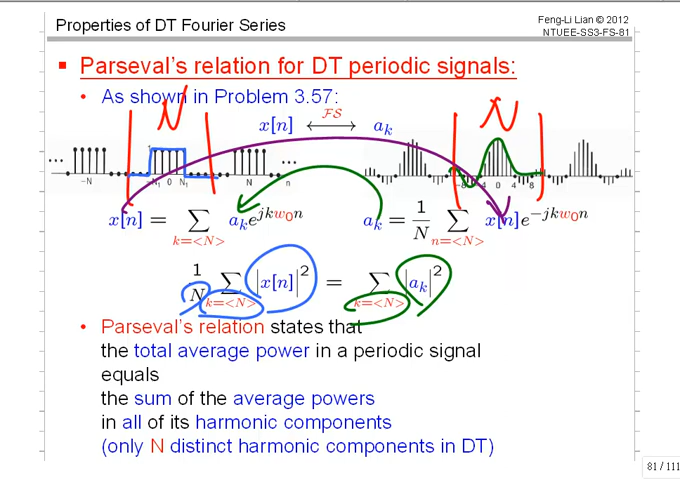 Properties of DT Fourier Series
Feng-Li Lian © 2012
NTUEE-SS3-FS-81
▪ Parseval's relation for DT periodic signals:
• As shown in Problem 3.57:
N N
x[n] ⟷ a_k
FS
... ...
-N -N₁ 0 N₁ N n
-8 -4 0 4 8
x[n] = ∑_{k=<N>} a_k e^{jkw₀n} a_k = 1/N ∑_{n=<N>} x[n]e^{-jkw₀n}
1/N ∑_{k=<N>} |x[n]|² = ∑_{k=<N>} |a_k|²
• Parseval's relation states that
the total average power in a periodic signal
equals
the sum of the average powers
in all of its harmonic components
(only N distinct harmonic components in DT)
81 / 111